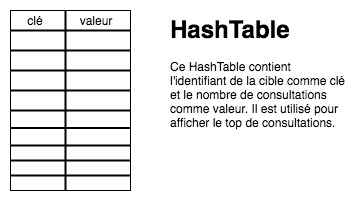 clé valeur
HashTable
Ce HashTable contient
l'identifiant de la cible comme clé
et le nombre de consultations
comme valeur. Il est utilisé pour
afficher le top de consultations.